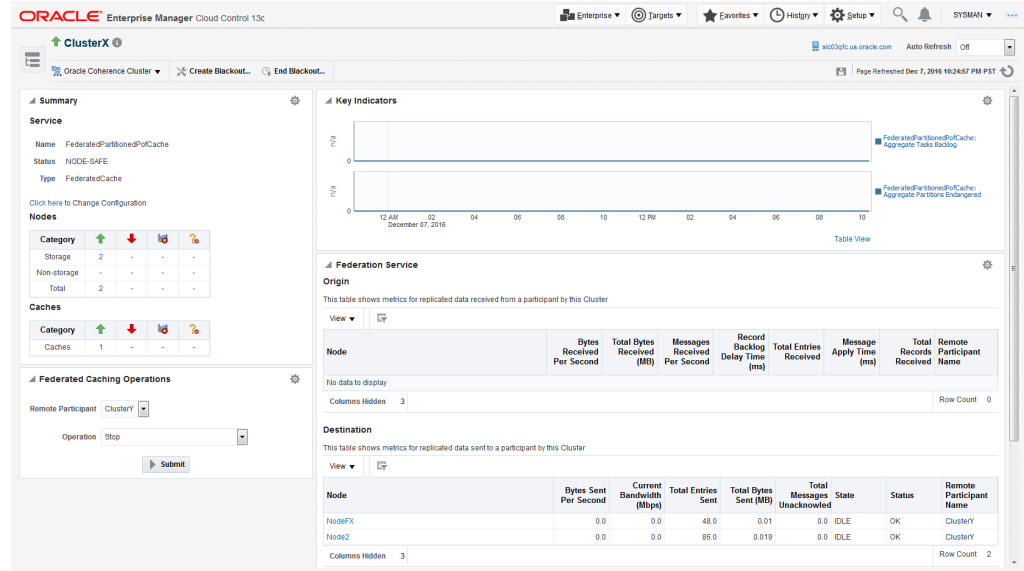 ORACLE Enterprise Manager Cloud Control 13c
Enterprise Targets Favorites History Setup SYSMAN
ClusterX
slc03qfc.us.oracle.com Auto Refresh Off
Oracle Coherence Cluster Create Blackout... End Blackout...
Page Refreshed Dec 7, 2016 10:24:57 PM PST
Summary
Service
Name FederatedPartitionedPofCache
Status NODE-SAFE
Type FederatedCache
Click here to Change Configuration
Nodes
Category
Storage 2 - - -
Non-storage - - - -
Total 2 - - -
Caches
Category
Caches 1 - - -
Federated Caching Operations
Remote Participant ClusterY
Operation Stop
Submit
Key Indicators
n/a
0
FederatedPartitionedPofCache:
Aggregate Tasks Backlog
n/a
0
FederatedPartitionedPofCache:
Aggregate Partitions Endangered
12 AM 02 04 06 08 10 12 PM 02 04 06 08 10
December 07, 2016
Table View
Federation Service
Origin
This table shows metrics for replicated data received from a participant by this Cluster
View
Node
Bytes
Received
Per Second
Total Bytes
Received
(MB)
Messages
Received
Per Second
Record
Backlog
Delay Time
(ms)
Total Entries
Received
Message
Apply Time
(ms)
Total
Records
Received
Remote
Participant
Name
No data to display
Columns Hidden 3
Row Count 0
Destination
This table shows metrics for replicated data sent to a participant by this Cluster
View
Node
Bytes Sent
Per Second
Current
Bandwidth
(Mbps)
Total Entries
Sent
Total Bytes
Sent (MB)
Total
Messages
Unacknowled
State
Status
Remote
Participant
Name
NodeFX 0.0 0.0 48.0 0.01 0.0 IDLE OK ClusterY
Node2 0.0 0.0 86.0 0.019 0.0 IDLE OK ClusterY
Columns Hidden 3
Row Count 2